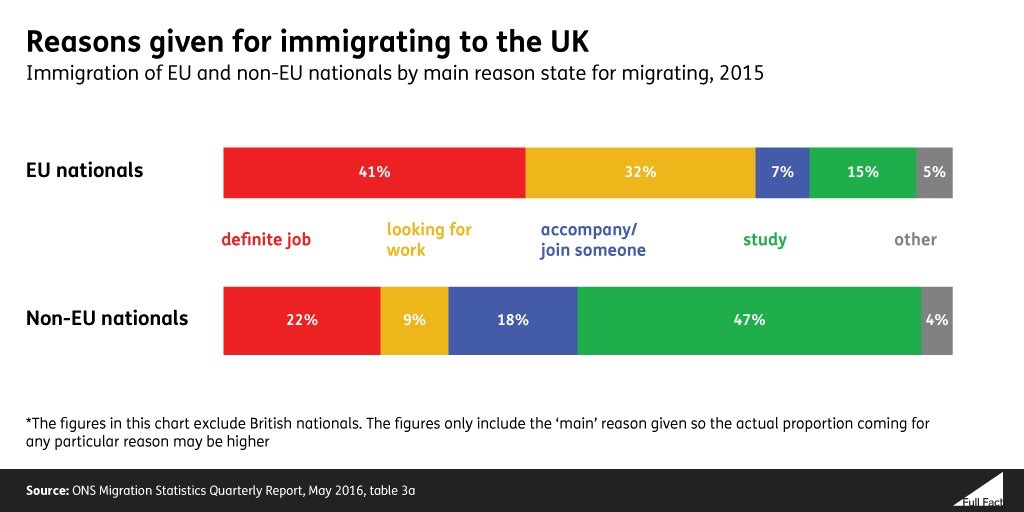 Reasons given for immigrating to the UK
Immigration of EU and non-EU nationals by main reason state for migrating, 2015
EU nationals
41% 32% 7% 15% 5%
definite job
looking for
work
accompany/
join someone
study
other
Non-EU nationals
22% 9% 18% 47% 4%
*The figures in this chart exclude British nationals. The figures only include the ‘main’ reason given so the actual proportion coming for
any particular reason may be higher
Source: ONS Migration Statistics Quarterly Report, May 2016, table 3a
Full Fact